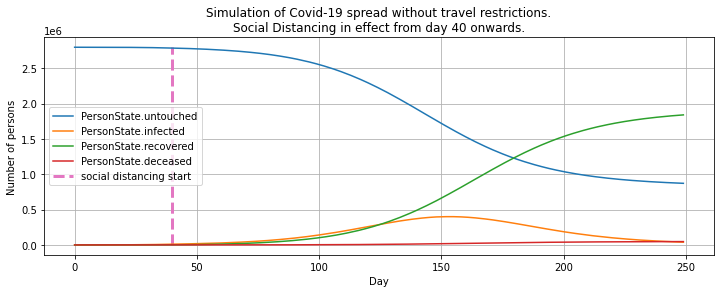 Simulation of Covid-19 spread without travel restrictions.
Social Distancing in effect from day 40 onwards.
1e6
2.5
2.0
1.5
1.0
0.5
0.0
Number of persons
PersonState.untouched
PersonState.infected
PersonState.recovered
PersonState.deceased
social distancing start
0
50
100
150
200
250
Day